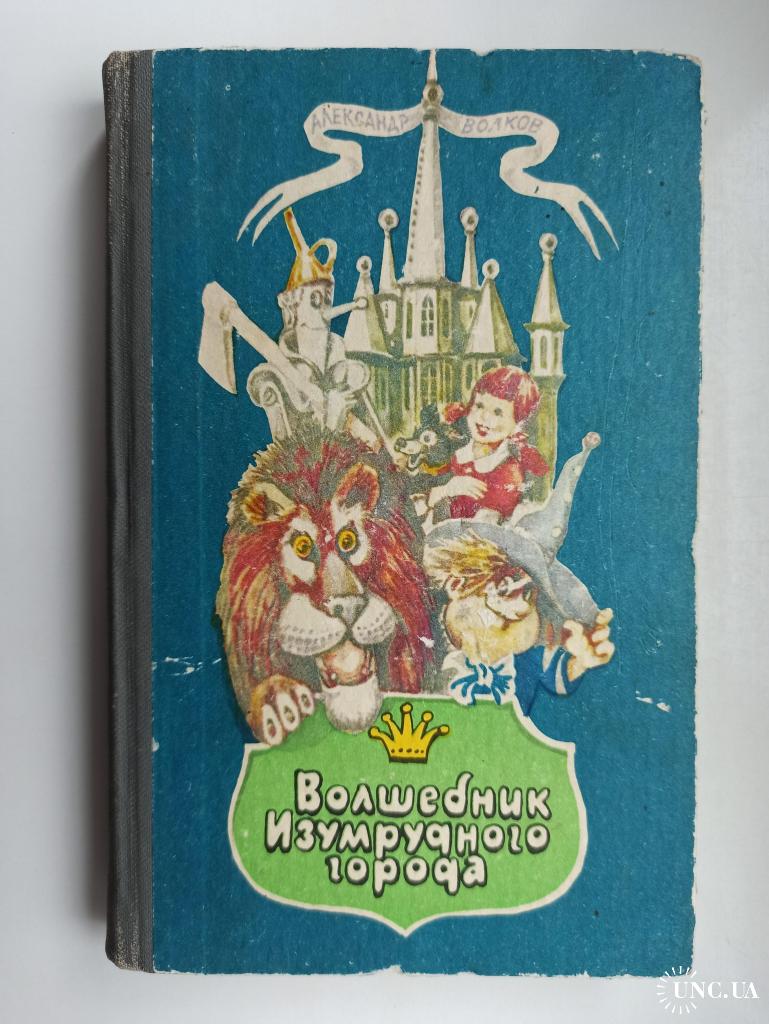 АЛЕКСАНДР ВОЛКОВ
Волшебник
Изумрудного
города
UNC.UA